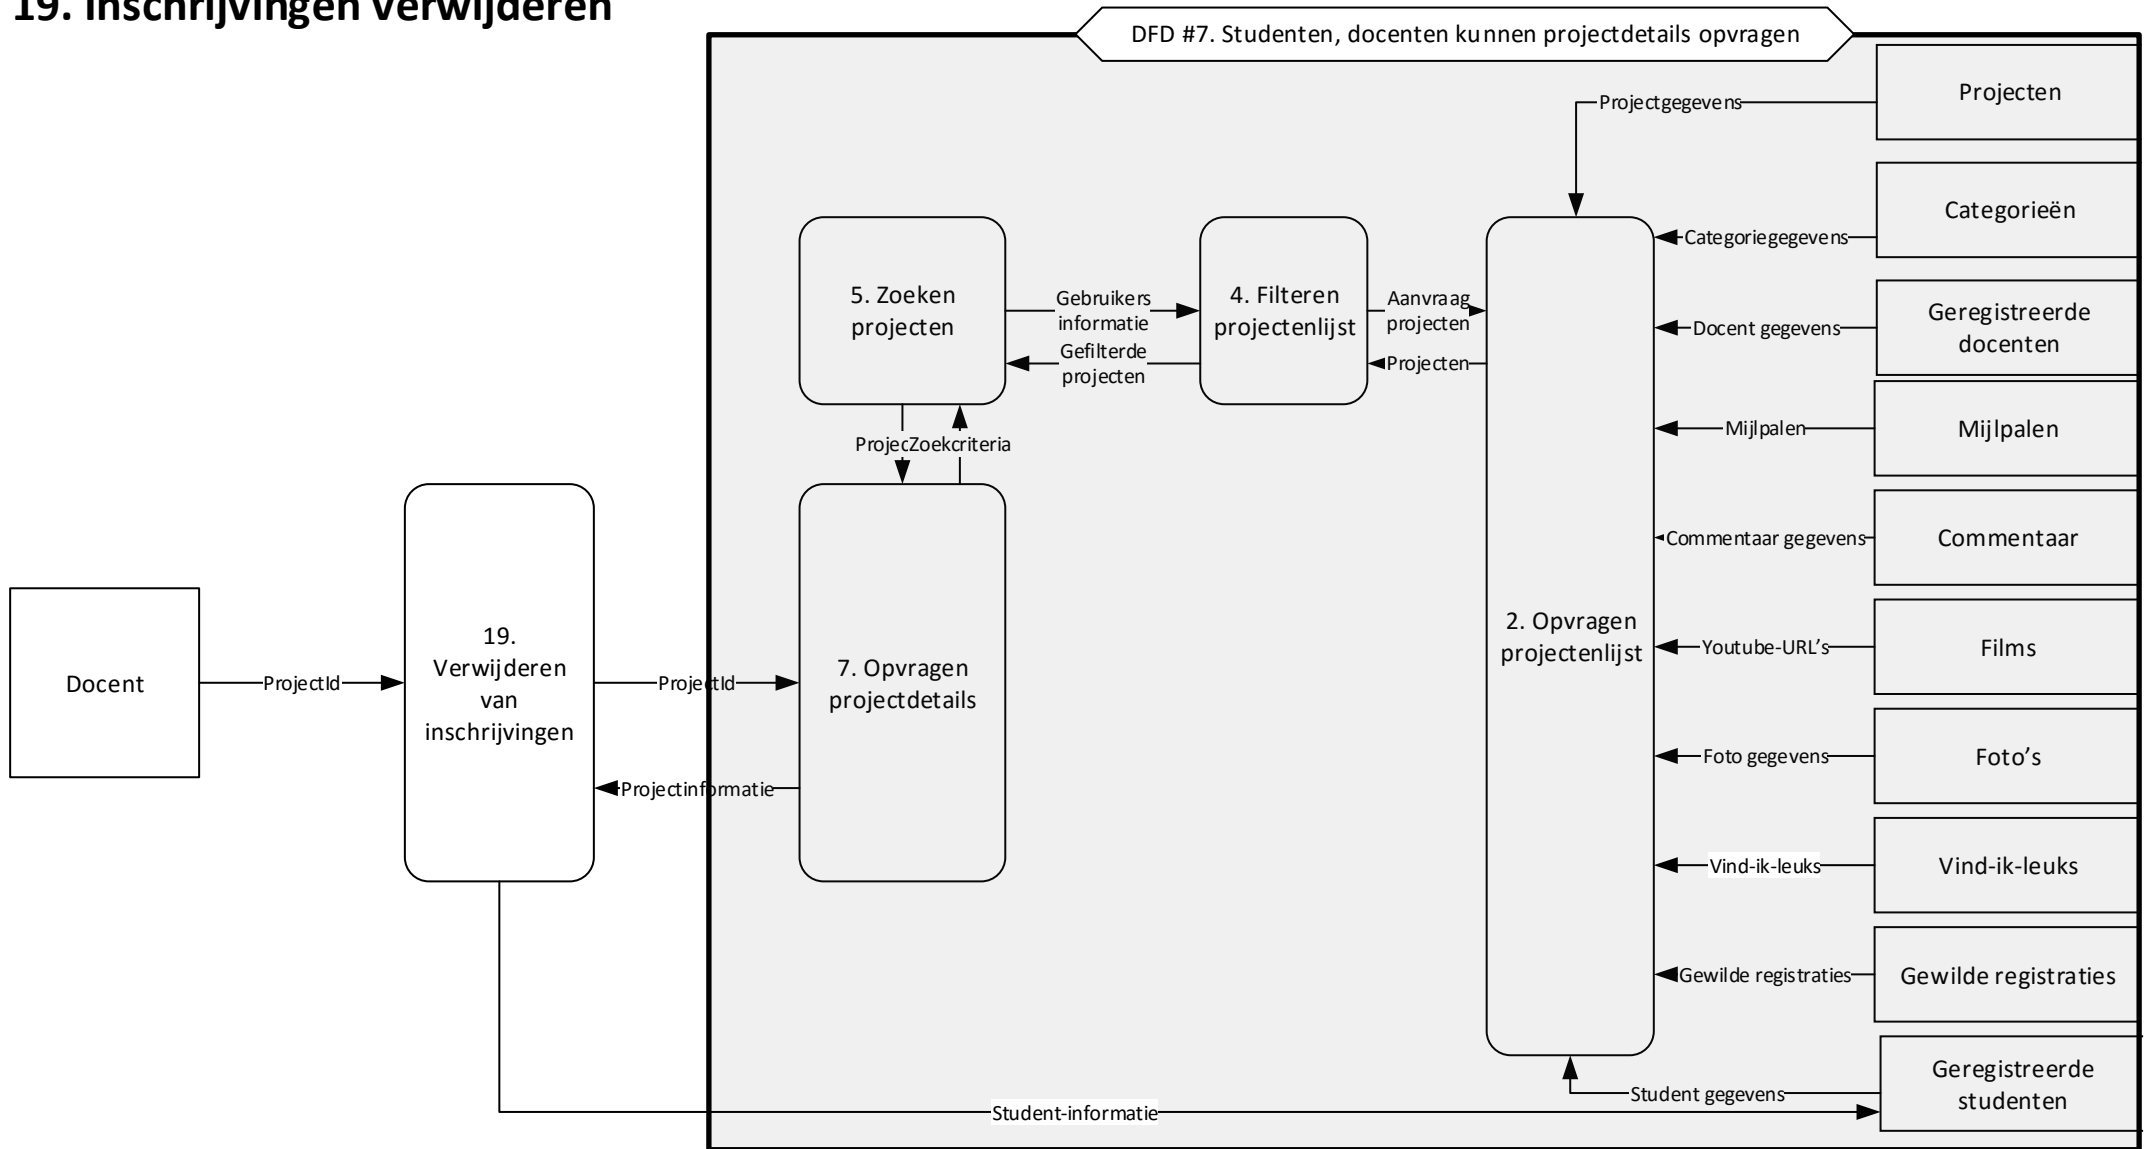 19. Inschrijvingen verwijderen
DFD #7. Studenten, docenten kunnen projectdetails opvragen
Projecten
Projectgegevens
Categorieën
Categoriegegevens
Geregistreerde
docenten
Docent gegevens
5. Zoeken
projecten
Gebruikers
informatie
Gefilterde
projecten
4. Filteren
projectenlijst
Aanvraag
projecten
Projecten
Mijlpalen
Mijlpalen
Zoekcriteria
Commentaar gegevens
Commentaar
Docent
ProjectId
19.
Verwijderen
van
inschrijvingen
ProjectId
Projectinformatie
7. Opvragen
projectdetails
2. Opvragen
projectenlijst
Youtube-URL’s
Films
Foto gegevens
Foto’s
Vind-ik-leuks
Vind-ik-leuks
Gewilde registraties
Gewilde registraties
Student gegevens
Geregistreerde
studenten
Student-informatie